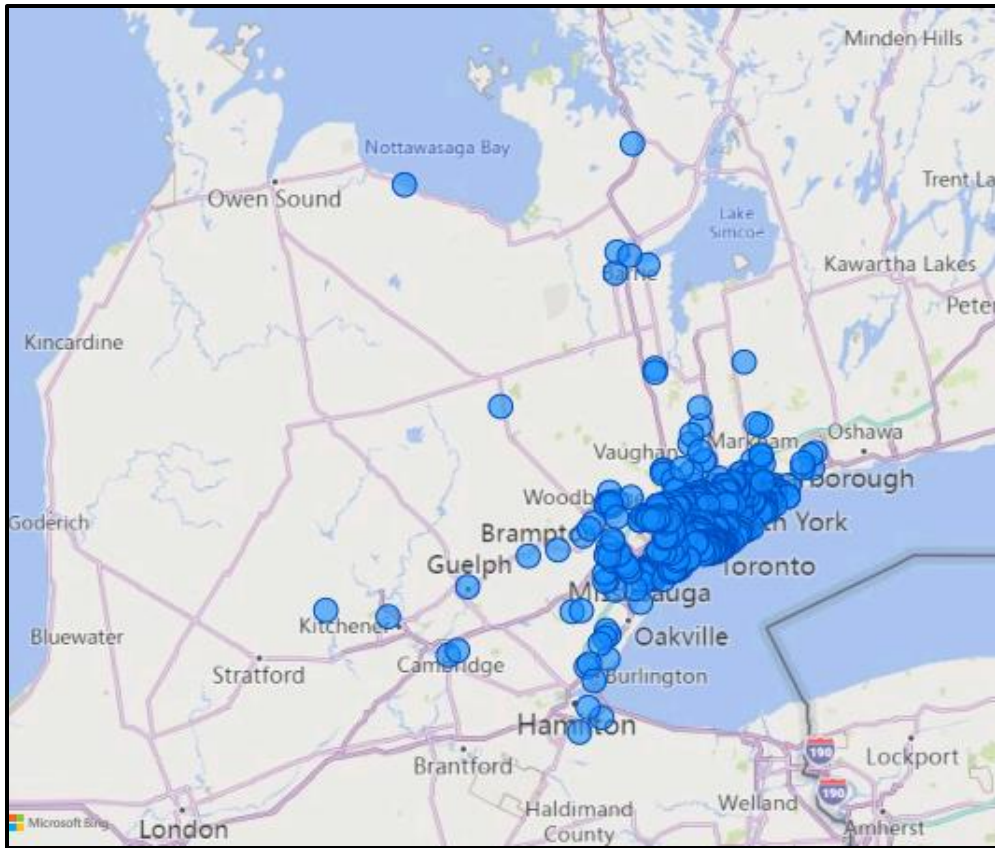 Minden Hills
Nottawasaga Bay
Trent La
Owen Sound
Lake
Simcoe
Kawartha Lakes
Barrie
Peter
Kincardine
Oshawa
Vaughan
Markham
borough
Woodb
Goderich
th York
Brampt
Guelph
Toronto
Mi
auga
Kitchene
Bluewater
Oakville
Stratford
Cambridge
Burlington
Hamilton
190
Lockport
Brantford
190
Welland
Haldimand
County
Microsoft Bing
London
Amherst